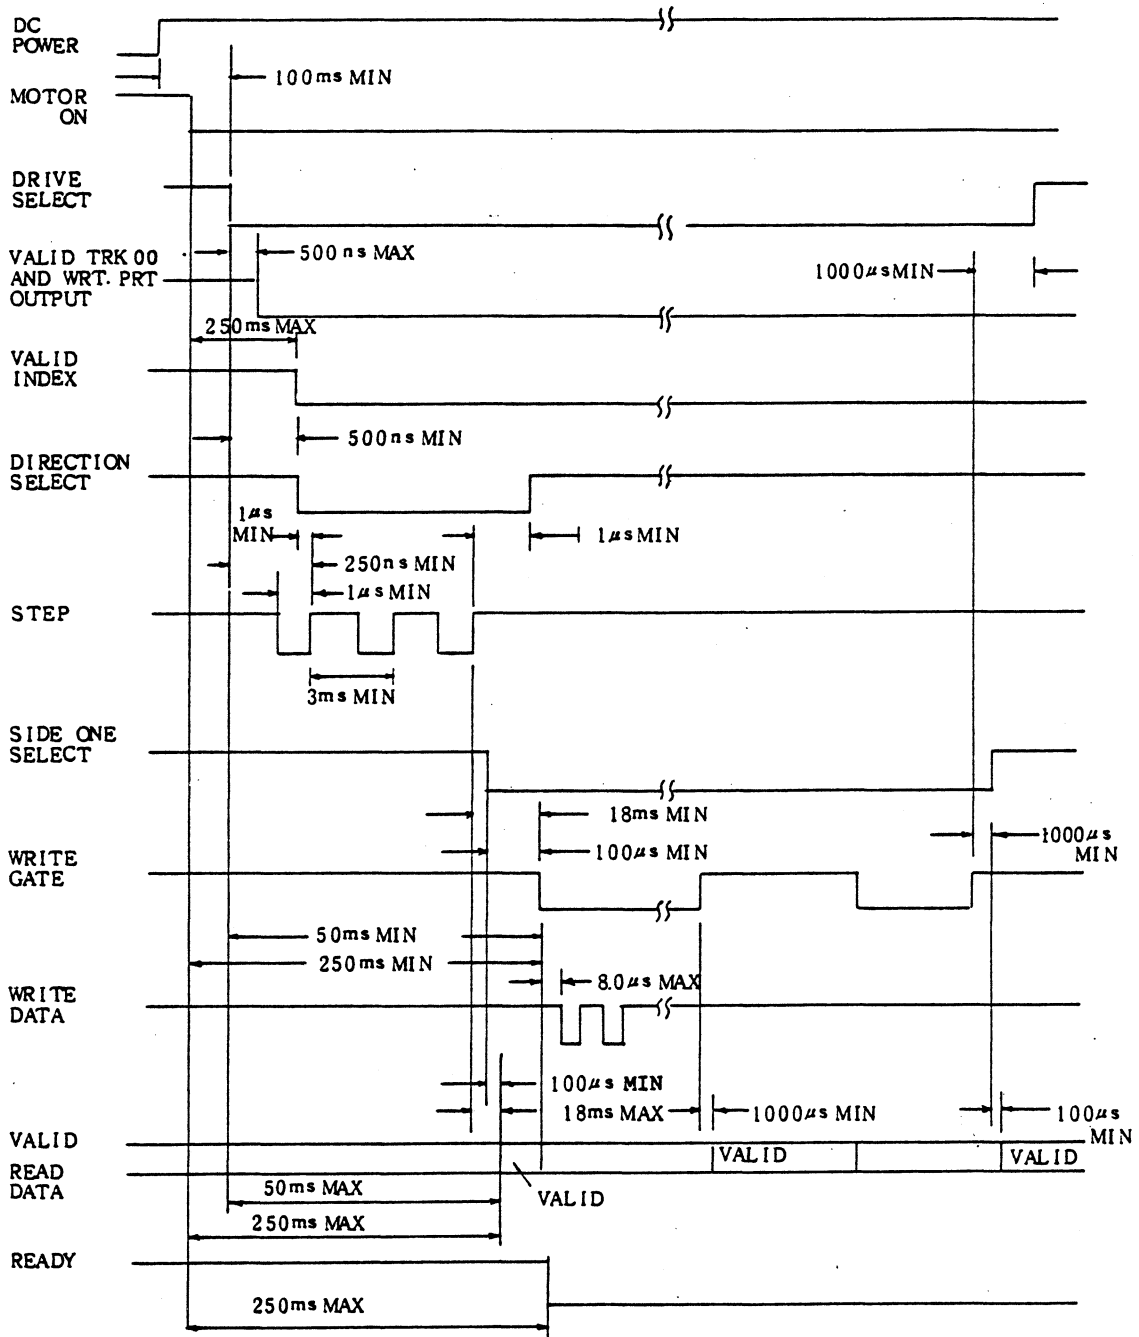 DC
POWER
100ms MIN
MOTOR
ON
DRIVE
SELECT
500ns MAX
VALID TRK 00
AND WRT. PRT
OUTPUT
1000μs MIN
250ms MAX
VALID
INDEX
500ns MIN
DIRECTION
SELECT
1μs
MIN
1μs MIN
250ns MIN
1μs MIN
STEP
3ms MIN
SIDE ONE
SELECT
18ms MIN
100μs MIN
1000μs
MIN
WRITE
GATE
50ms MIN
250ms MIN
8.0μs MAX
WRITE
DATA
100μs MIN
18ms MAX
1000μs MIN
100μs
MIN
VALID
READ
DATA
VALID
VALID
VALID
50ms MAX
250ms MAX
READY
250ms MAX